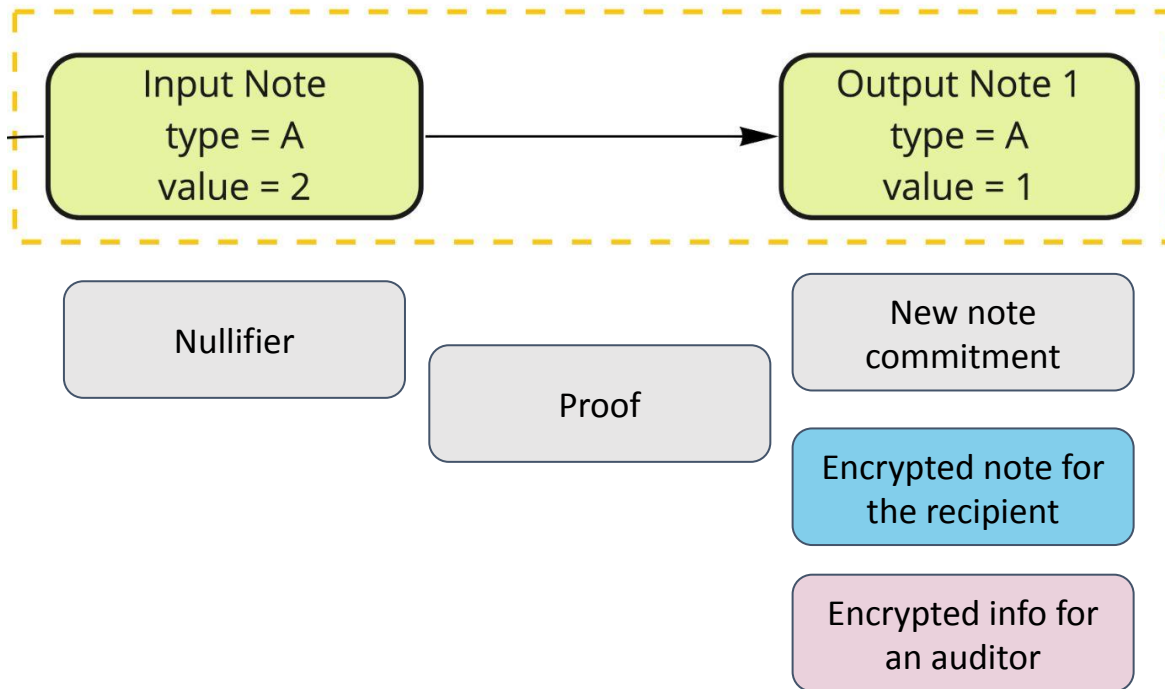 Input Note
type = A
value = 2
Output Note 1
type = A
value = 1
Nullifier
Proof
New note
commitment
Encrypted note for
the recipient
Encrypted info for
an auditor